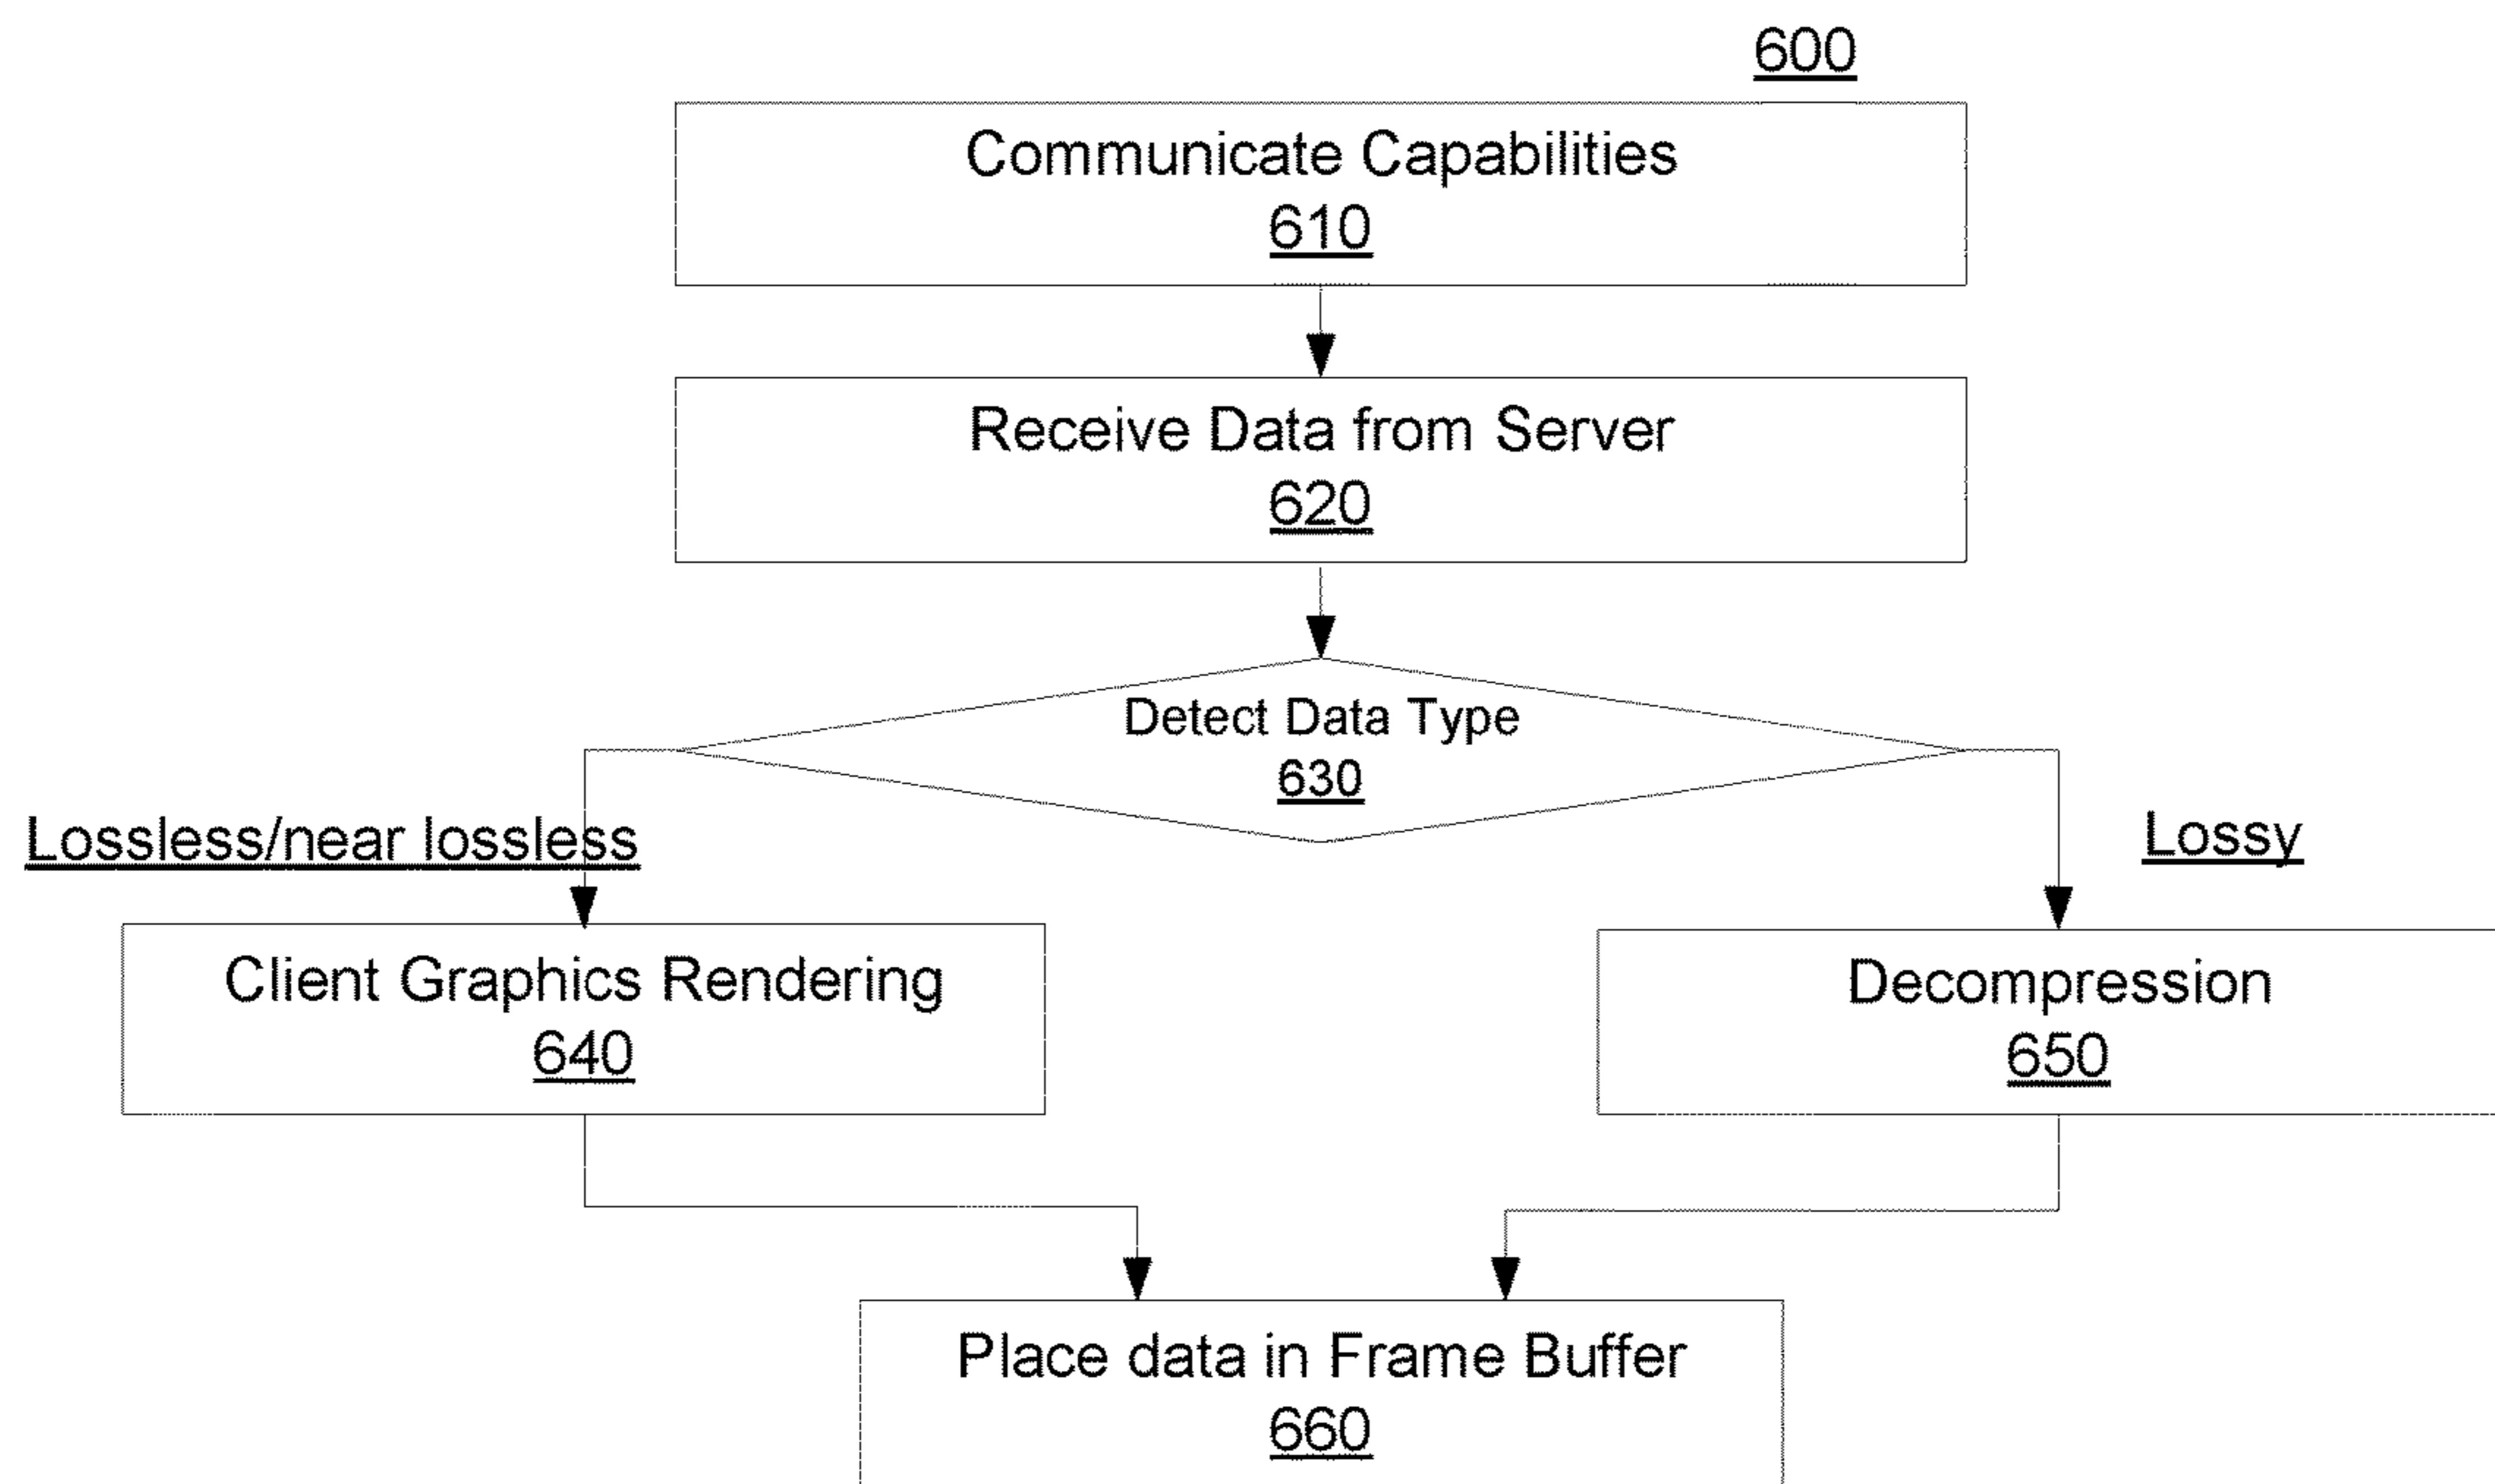 600
Communicate Capabilities
610
Receive Data from Server
620
Detect Data Type
630
Lossless/near lossless
Lossy
Client Graphics Rendering
640
Decompression
650
Place data in Frame Buffer
660